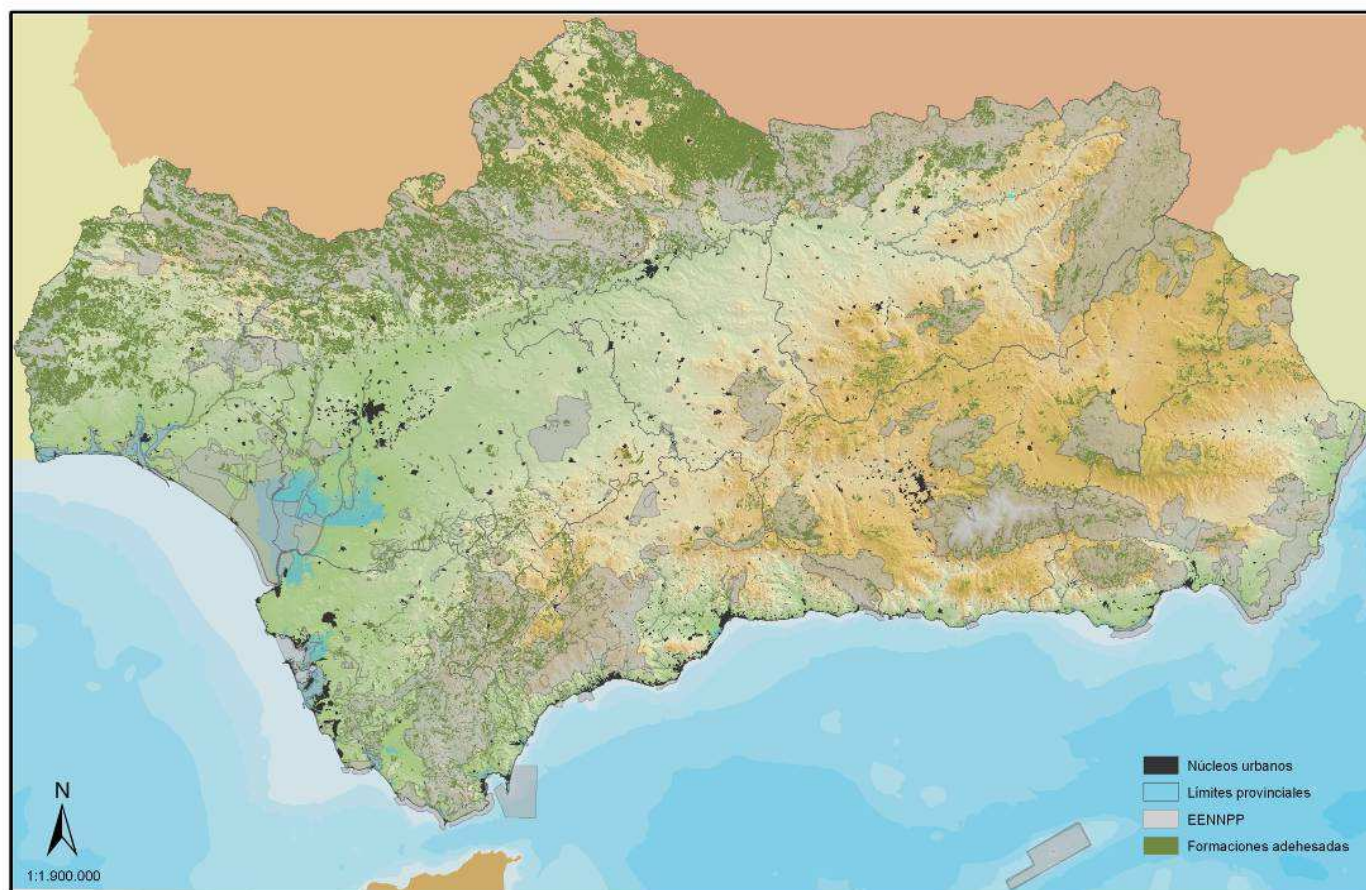 Núcleos urbanos
Límites provinciales
EENNPP
Formaciones adehesadas
N
1:1.900.000